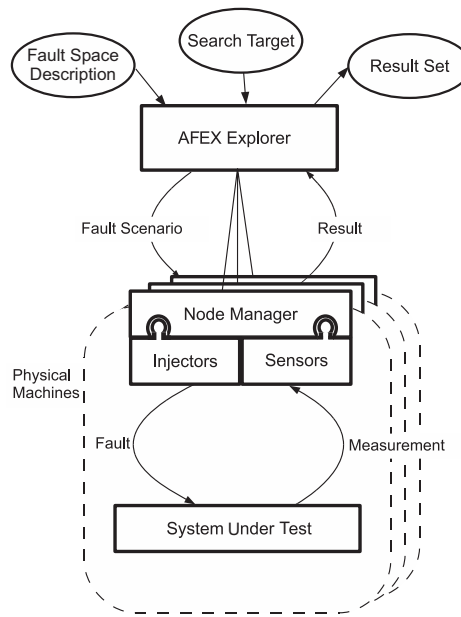 Fault Space
Description
Search Target
Result Set
AFEX Explorer
Fault Scenario
Result
Node Manager
Injectors
Sensors
Physical
Machines
Fault
Measurement
System Under Test